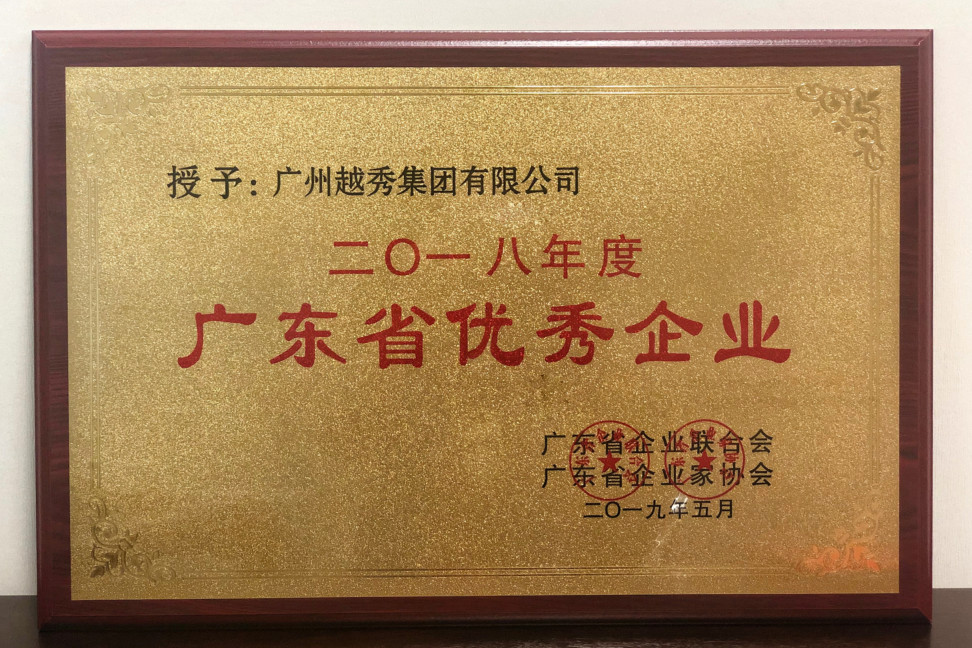 授予：广州越秀集团有限公司
二〇一八年度
广东省优秀企业
广东省企业联合会
广东省企业家协会
二〇一九年五月